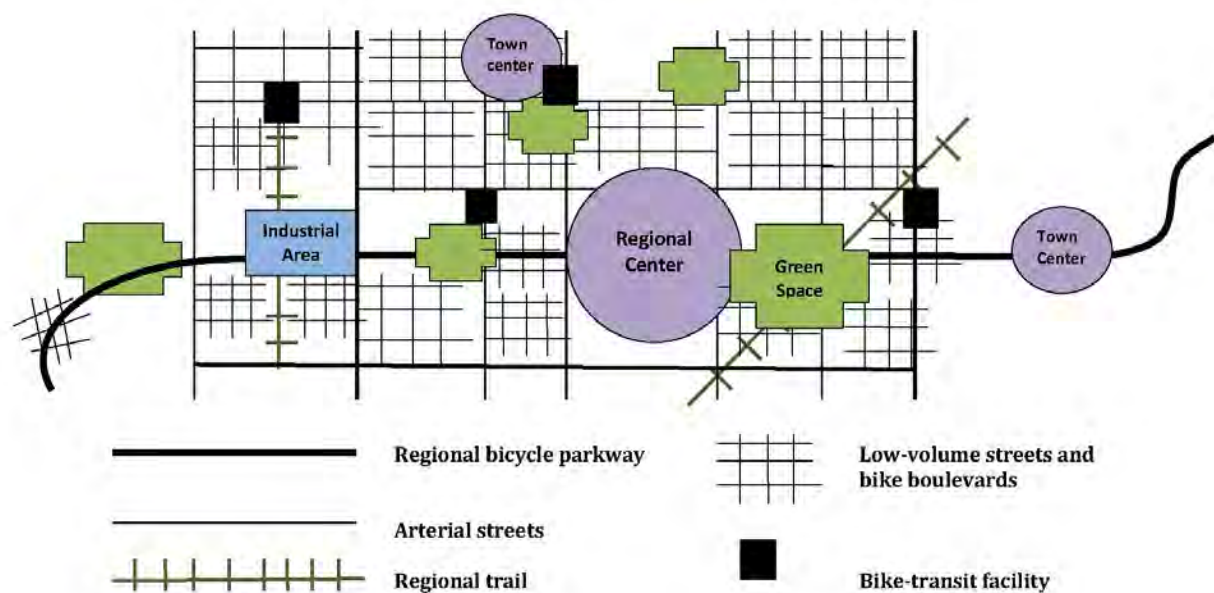 Town
center
Industrial
Area
Regional
Center
Green
Space
Town
Center
Regional bicycle parkway
Low-volume streets and
bike boulevards
Arterial streets
Regional trail
Bike-transit facility